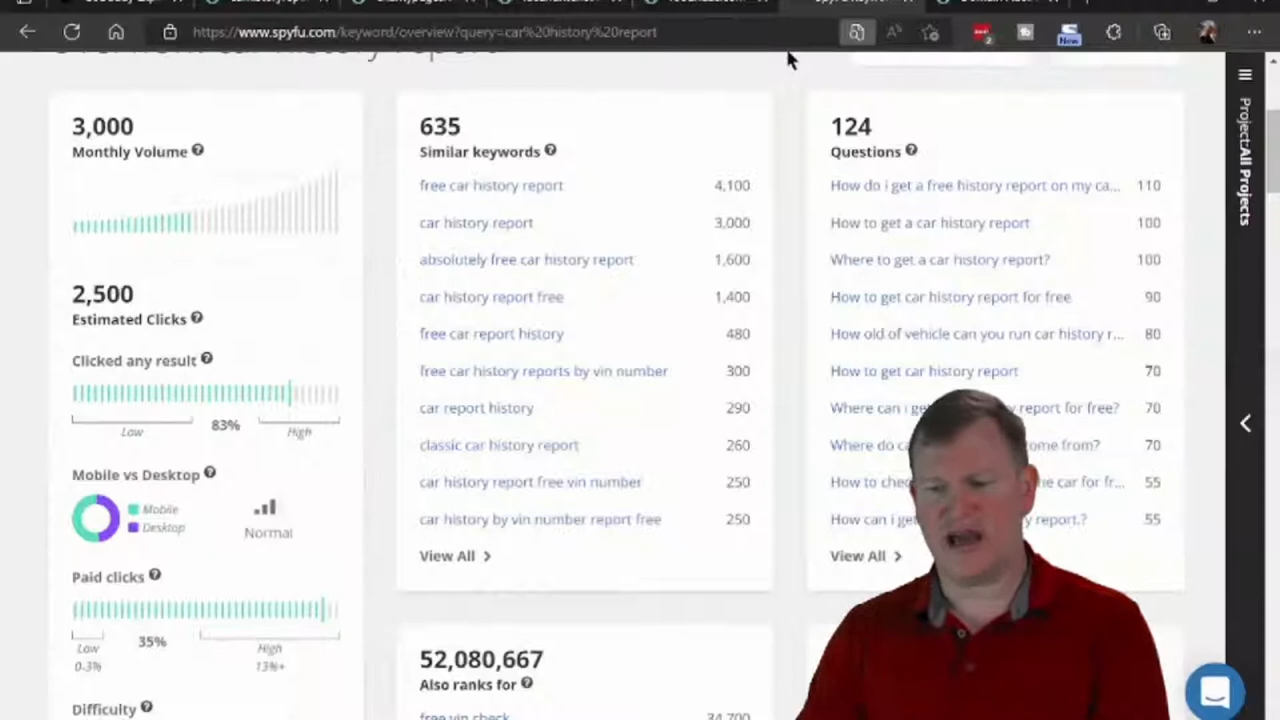 https://www.spyfu.com/keyword/overview?query=car%20history%20report
2
New
3,000
Monthly Volume
2,500
Estimated Clicks
Clicked any result
Low
83%
High
Mobile vs Desktop
Mobile
Desktop
Normal
Paid clicks
Low
0-3%
35%
High
13%+
Difficulty
635
Similar keywords
free car history report 4,100
car history report 3,000
absolutely free car history report 1,600
car history report free 1,400
free car report history 480
free car history reports by vin number 300
car report history 290
classic car history report 260
car history report free vin number 250
car history by vin number report free 250
View All
52,080,667
Also ranks for
free vin check 34,700
124
Questions
How do i get a free history report on my ca... 110
How to get a car history report 100
Where to get a car history report? 100
How to get car history report for free 90
How old of vehicle can you run car history r... 80
How to get car history report 70
Where can i ge y report for free? 70
Where do ca ome from? 70
How to chec he car for fr... 55
How can i get y report.? 55
View All
Project:All Projects